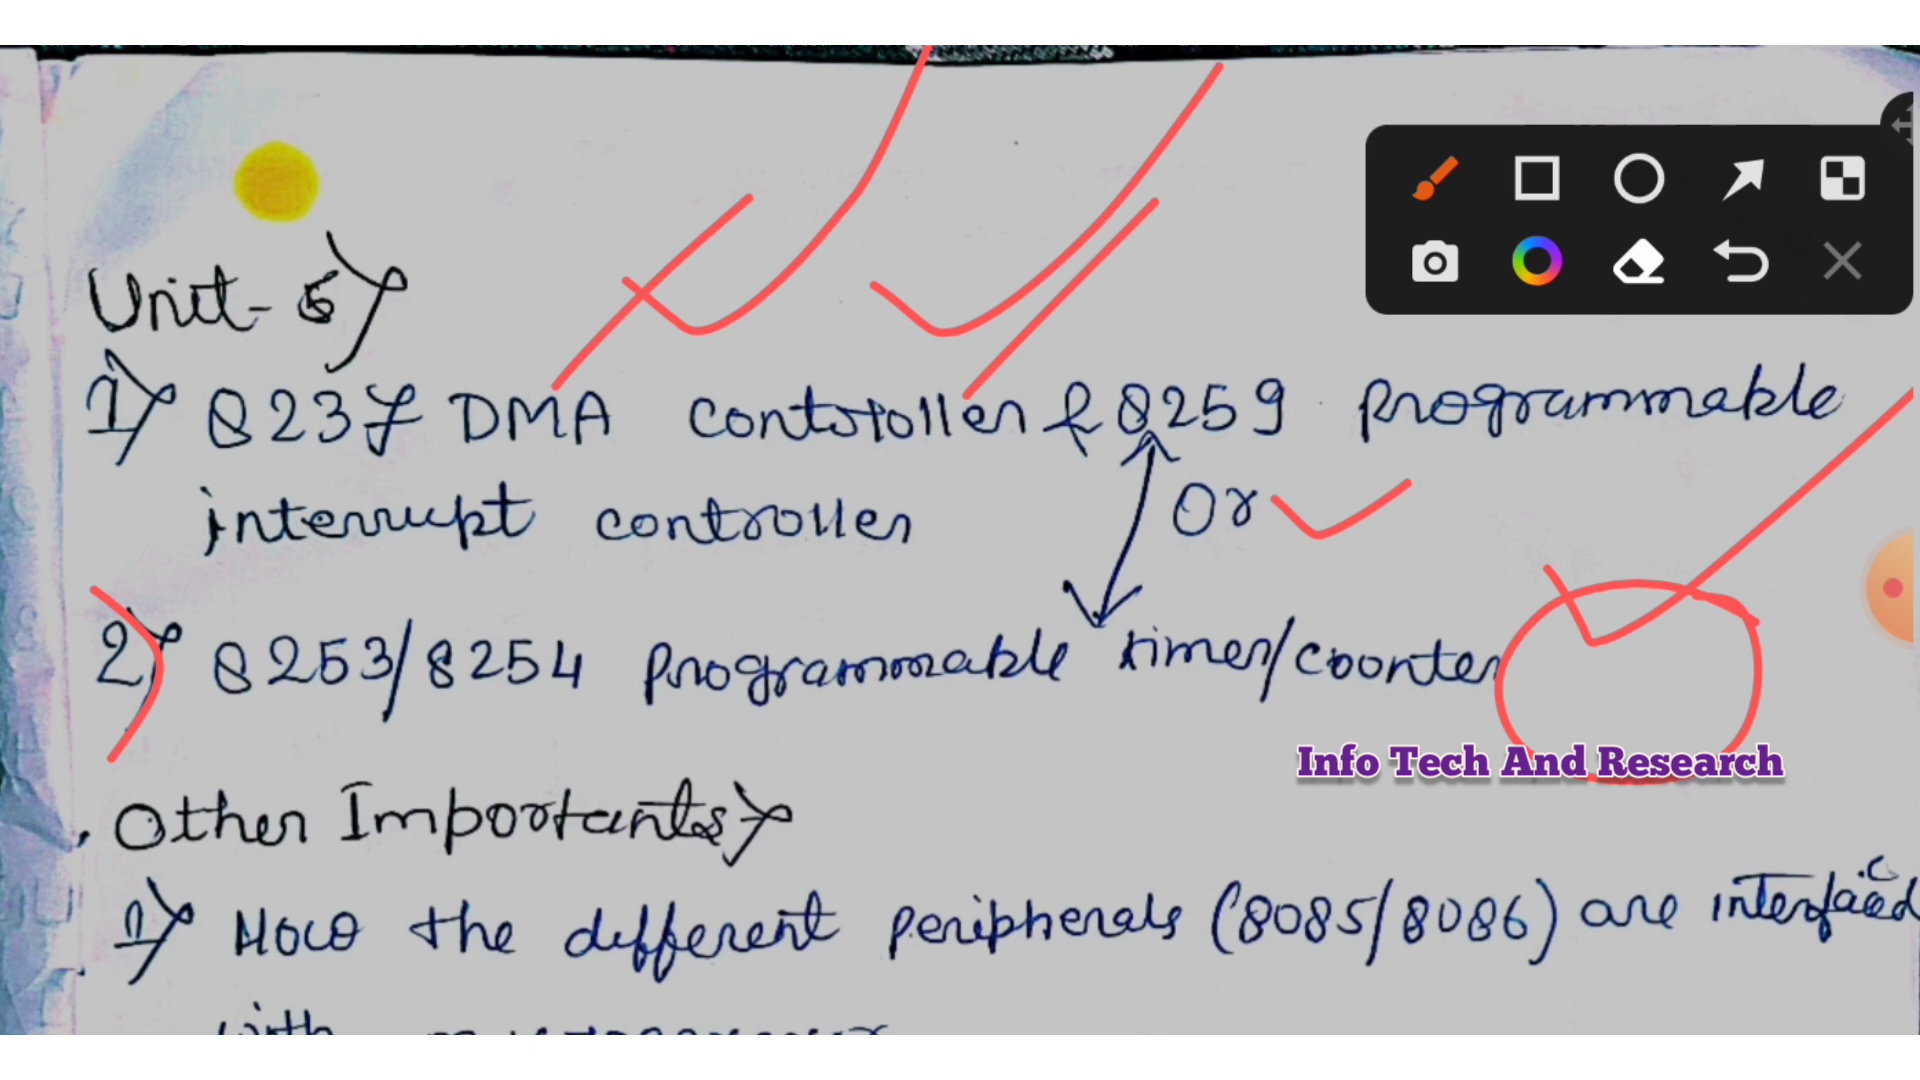 Unit-5)
1) 8237 DMA controller & 8259 Programmable
interrupt controller
Or
2) 8253/8254 Programmable timer/counter
Info Tech And Research
Other Importants)
1) How the different peripherals (8085/8086) are interfaced
with